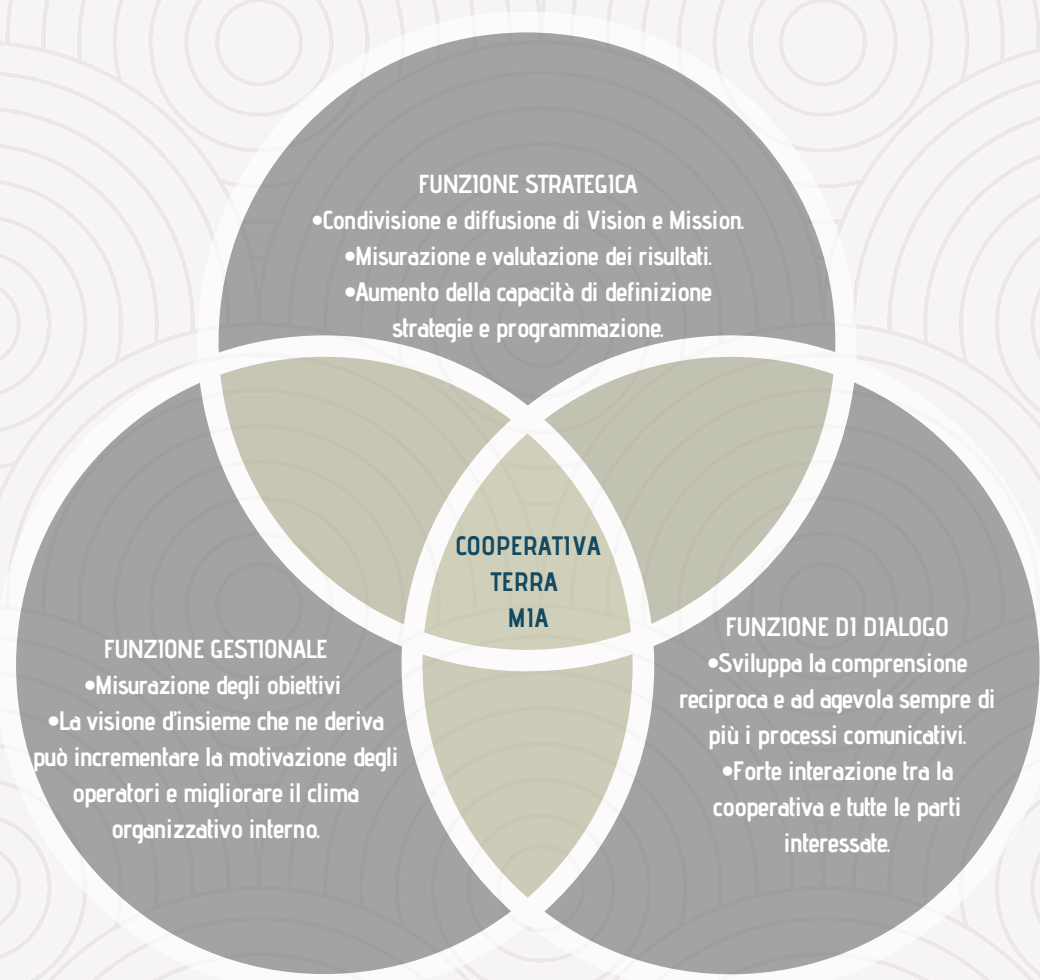 FUNZIONE STRATEGICA
•Condivisione e diffusione di Vision e Mission.
•Misurazione e valutazione dei risultati.
•Aumento della capacità di definizione
strategie e programmazione.
COOPERATIVA
TERRA
MIA
FUNZIONE GESTIONALE
•Misurazione degli obiettivi
•La visione d'insieme che ne deriva
può incrementare la motivazione degli
operatori e migliorare il clima
organizzativo interno.
FUNZIONE DI DIALOGO
•Sviluppa la comprensione
reciproca e ad agevola sempre di
più i processi comunicativi.
•Forte interazione tra la
cooperativa e tutte le parti
interessate.